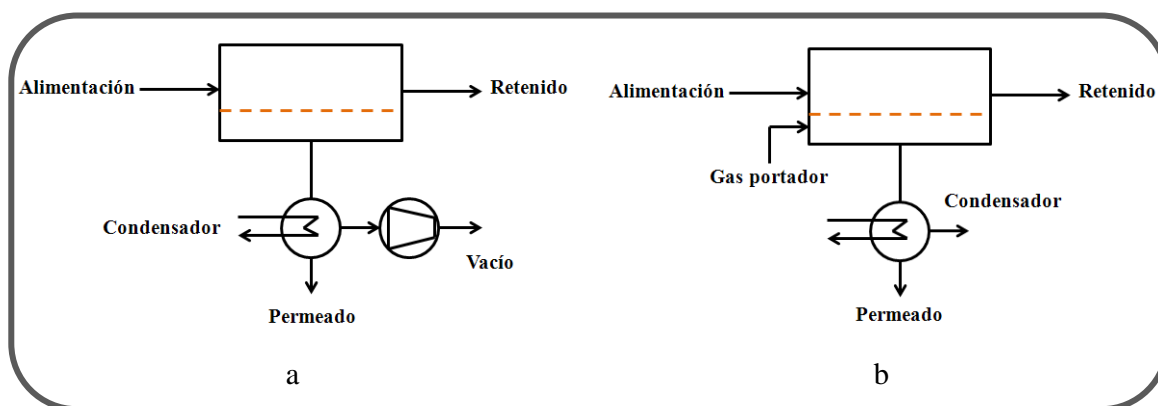 Alimentación
Retenido
Condensador
Vacío
Permeado
a
Alimentación
Retenido
Gas portador
Condensador
Permeado
b